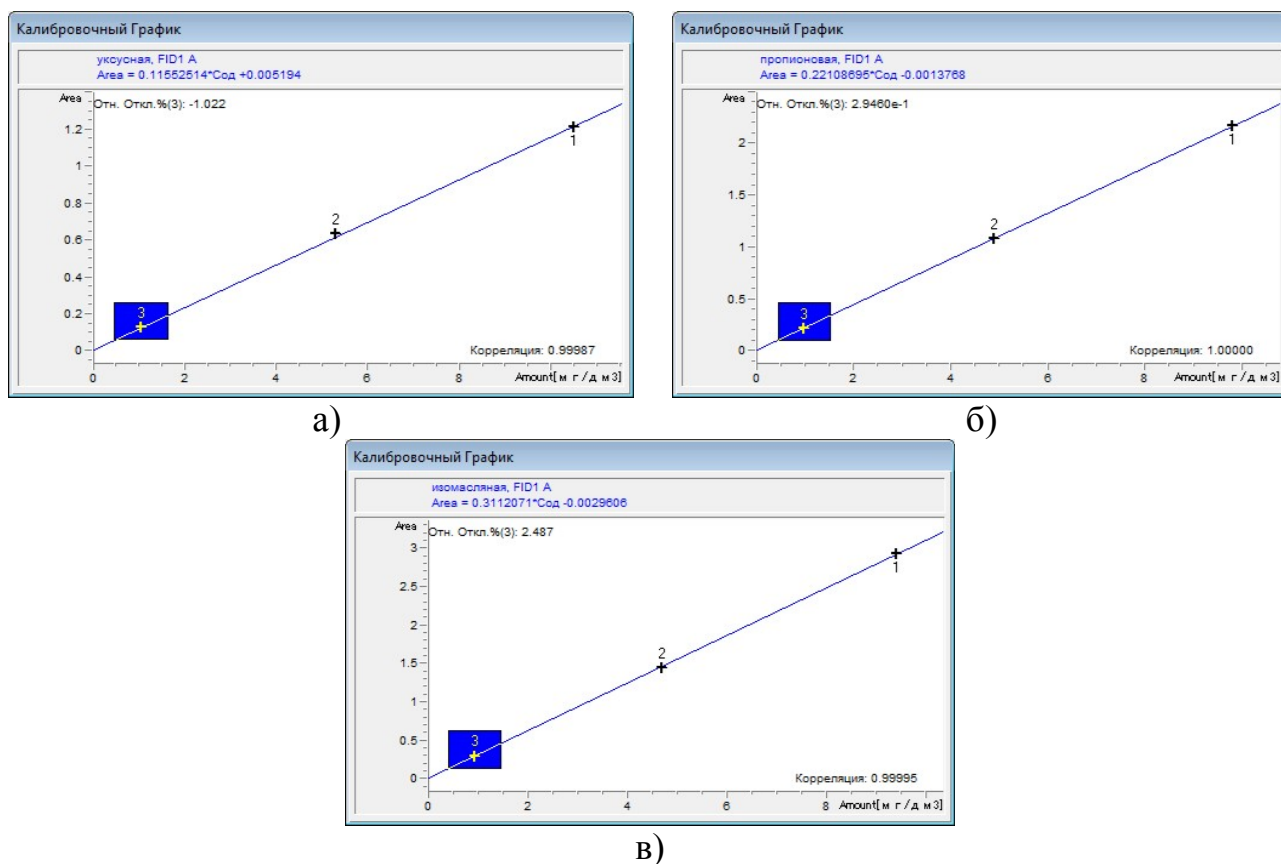 Калибровочный График
уксусная, FID1 A
Area = 0.11552514*Сод +0.005194
Area
Отн. Откл.%(3): -1.022
1.2
1
0.8
0.6
0.4
0.2
0
1
2
3
Корреляция: 0.99987
0 2 4 6 8 Amount[м г /д м3]
а)
Калибровочный График
пропионовая, FID1 A
Area = 0.22108695*Сод -0.0013768
Area
Отн. Откл.%(3): 2.9460e-1
2
1.5
1
0.5
0
1
2
3
Корреляция: 1.00000
0 2 4 6 8 Amount[м г /д м3]
б)
Калибровочный График
изомасляная, FID1 A
Area = 0.3112071*Сод -0.0029606
Area
Отн. Откл.%(3): 2.487
3
2.5
2
1.5
1
0.5
0
1
2
3
Корреляция: 0.99995
0 2 4 6 8 Amount[м г /д м3]
в)